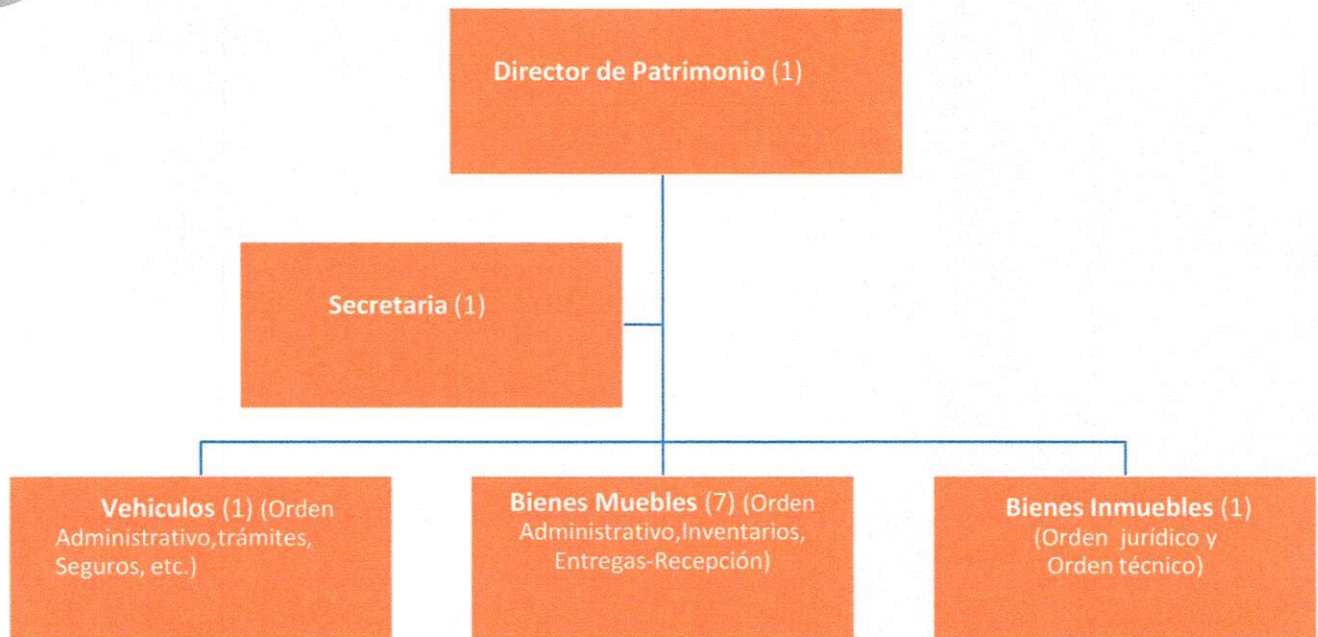 Director de Patrimonio (1)
Secretaria (1)
Vehiculos (1) (Orden
Administrativo,trámites,
Seguros, etc.)
Bienes Muebles (7) (Orden
Administrativo,Inventarios,
Entregas-Recepción)
Bienes Inmuebles (1)
(Orden jurídico y
Orden técnico)